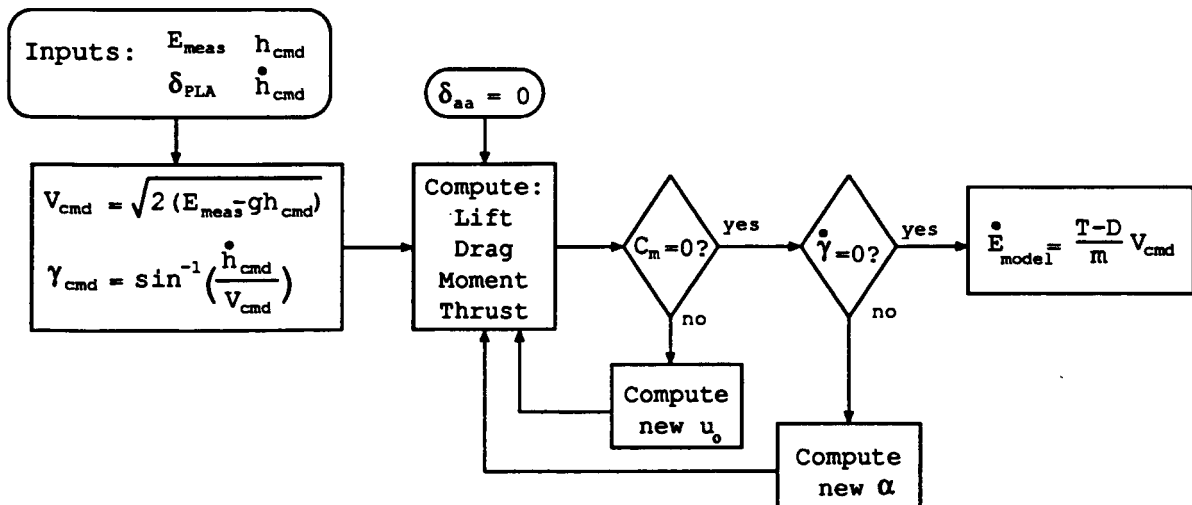 Inputs: E_meas h_cmd
δ_PLA ḣ_cmd
δ_aa = 0
V_cmd = √2(E_meas-gh_cmd)
γ_cmd = sin⁻¹(ḣ_cmd/V_cmd)
Compute:
Lift
Drag
Moment
Thrust
C_m=0?
yes
no
γ̇=0?
yes
no
Ė_model= T-D/m V_cmd
Compute
new u_o
Compute
new α